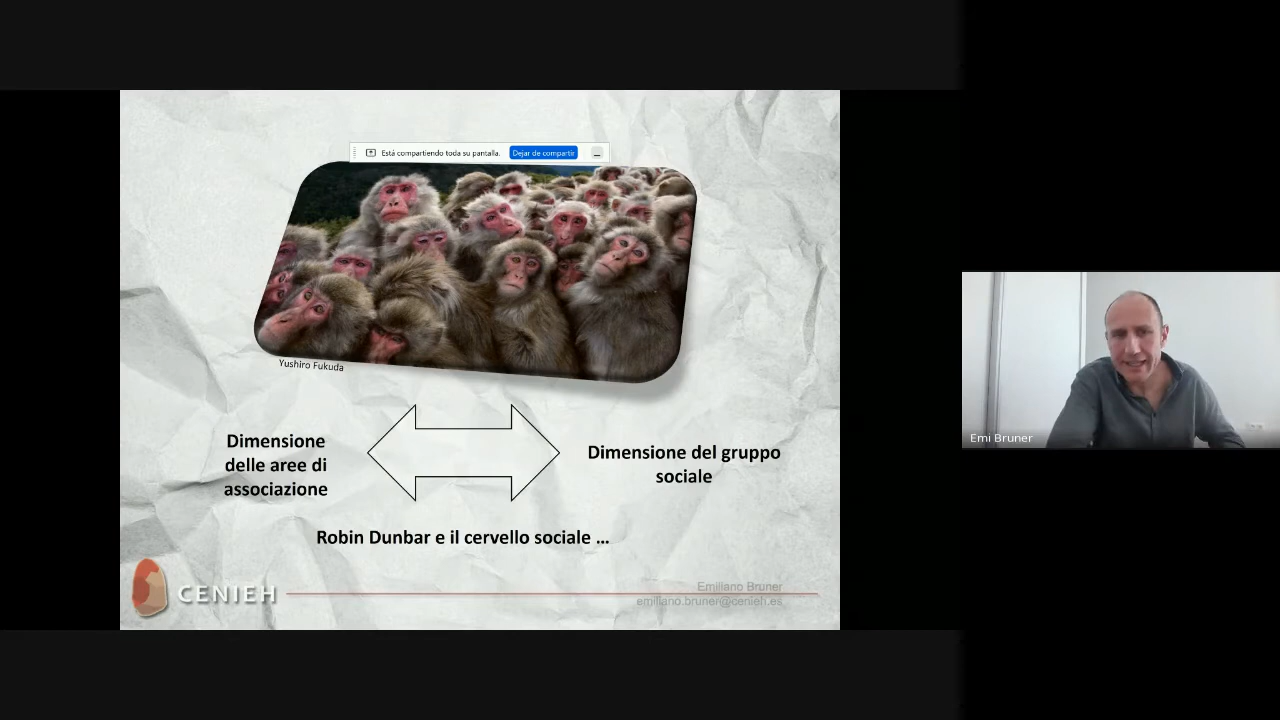 Está compartiendo toda su pantalla.
Dejar de compartir
Yushiro Fukuda
Dimensione
delle aree di
associazione
Dimensione del gruppo
sociale
Robin Dunbar e il cervello sociale ...
CENIEH
Emiliano Bruner
emiliano.bruner@cenieh.es
Emi Bruner